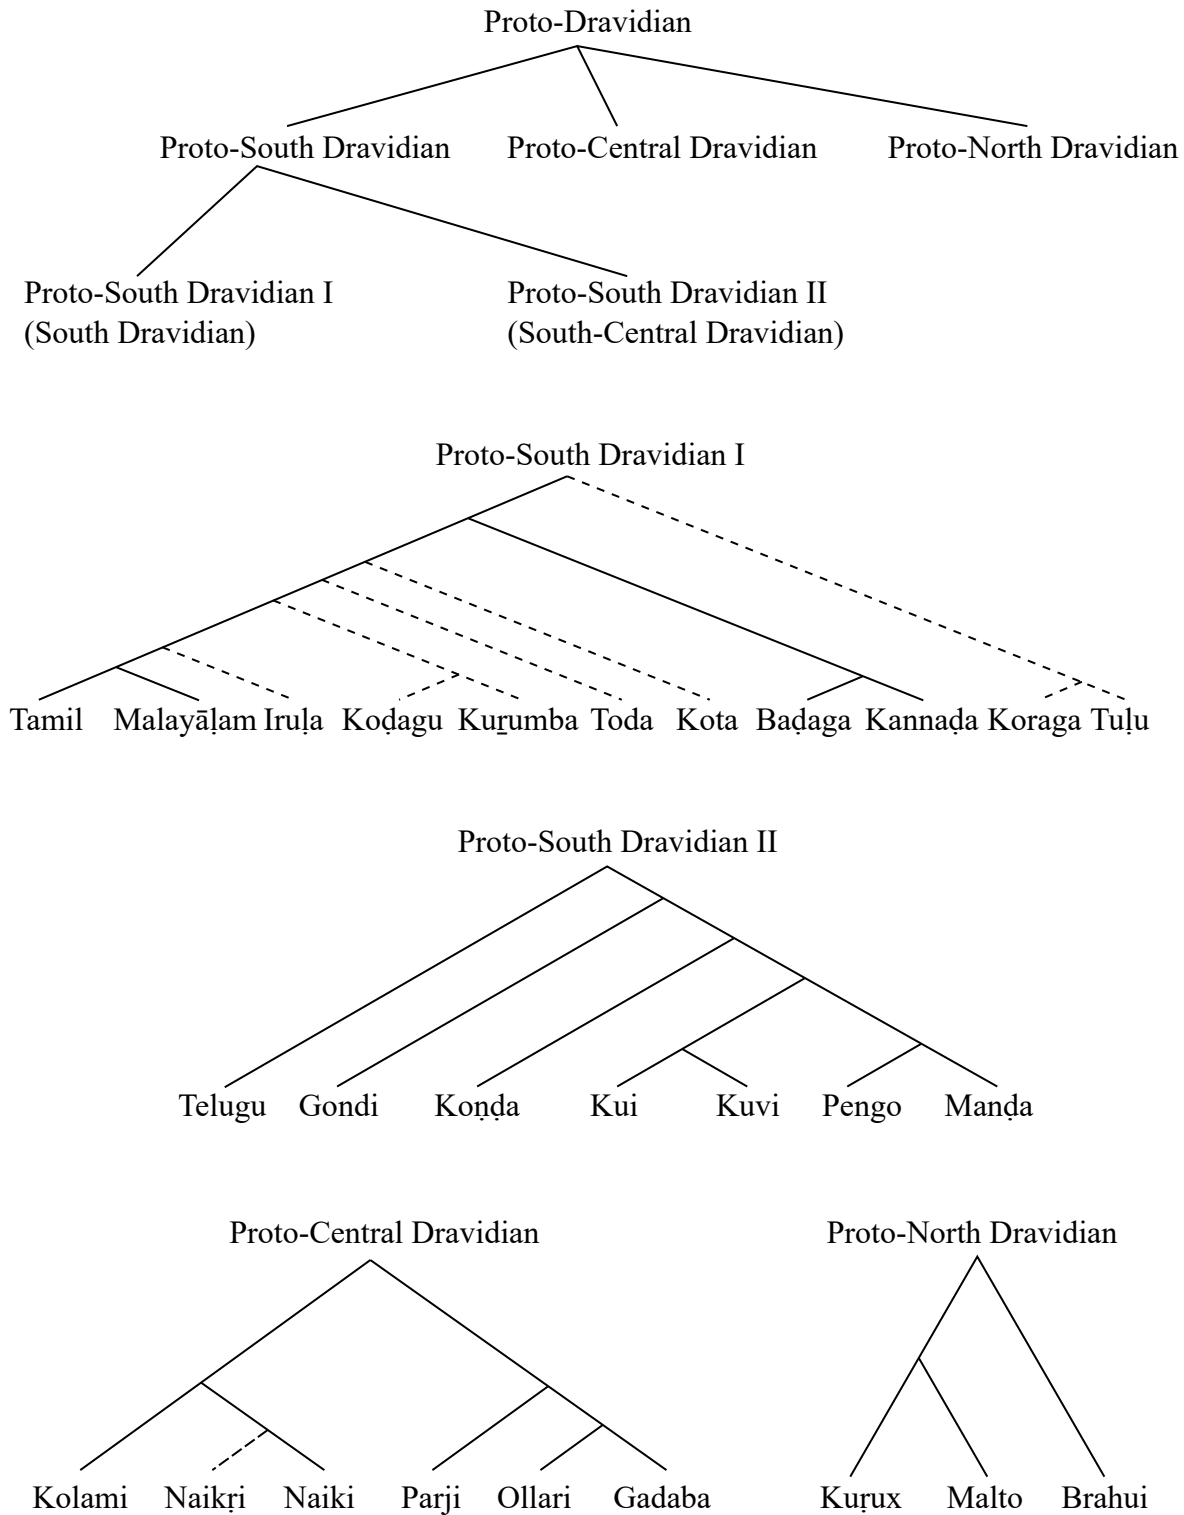 Proto-Dravidian
Proto-South Dravidian Proto-Central Dravidian Proto-North Dravidian
Proto-South Dravidian I Proto-South Dravidian II
(South Dravidian) (South-Central Dravidian)
Proto-South Dravidian I
Tamil Malayāḷam Iruḷa Koḍagu Kuṟumba Toda Kota Baḍaga Kannaḍa Koraga Tuḷu
Proto-South Dravidian II
Telugu Gondi Koṇḍa Kui Kuvi Pengo Manḍa
Proto-Central Dravidian Proto-North Dravidian
Kolami Naikṛi Naiki Parji Ollari Gadaba Kuṛux Malto Brahui